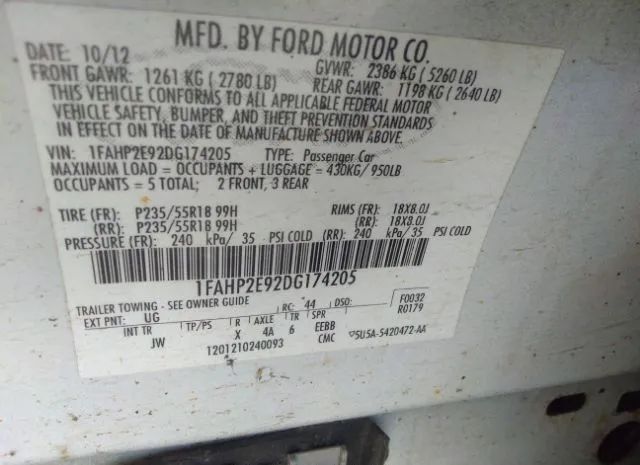 MFD. BY FORD MOTOR CO.
DATE: 10/12 GVWR: 2386 KG ( 5260 LB)
FRONT GAWR: 1261 KG ( 2780 LB) REAR GAWR: 1198 KG ( 2640 LB)
THIS VEHICLE CONFORMS TO ALL APPLICABLE FEDERAL MOTOR
VEHICLE SAFETY, BUMPER, AND THEFT PREVENTION STANDARDS
IN EFFECT ON THE DATE OF MANUFACTURE SHOWN ABOVE.
VIN: 1FAHP2E92DG174205 TYPE: Passenger Car
MAXIMUM LOAD = OCCUPANTS + LUGGAGE = 430KG/ 950LB
OCCUPANTS = 5 TOTAL; 2 FRONT, 3 REAR
TIRE (FR): P235/55R18 99H RIMS (FR): 18X8.0J
(RR): P235/55R18 99H (RR): 18X8.0J
PRESSURE (FR): 240 kPa/ 35 PSI COLD (RR): 240 kPa/ 35 PSI COLD
1FAHP2E92DG174205
TRAILER TOWING - SEE OWNER GUIDE RC: 44 DSO: F0032
EXT PNT: UG R0179
INT TR TP/PS R AXLE TR SPR
JW X 4A 6 EEBB
1201210240093 CMC ▽5U5A-5420472-AA